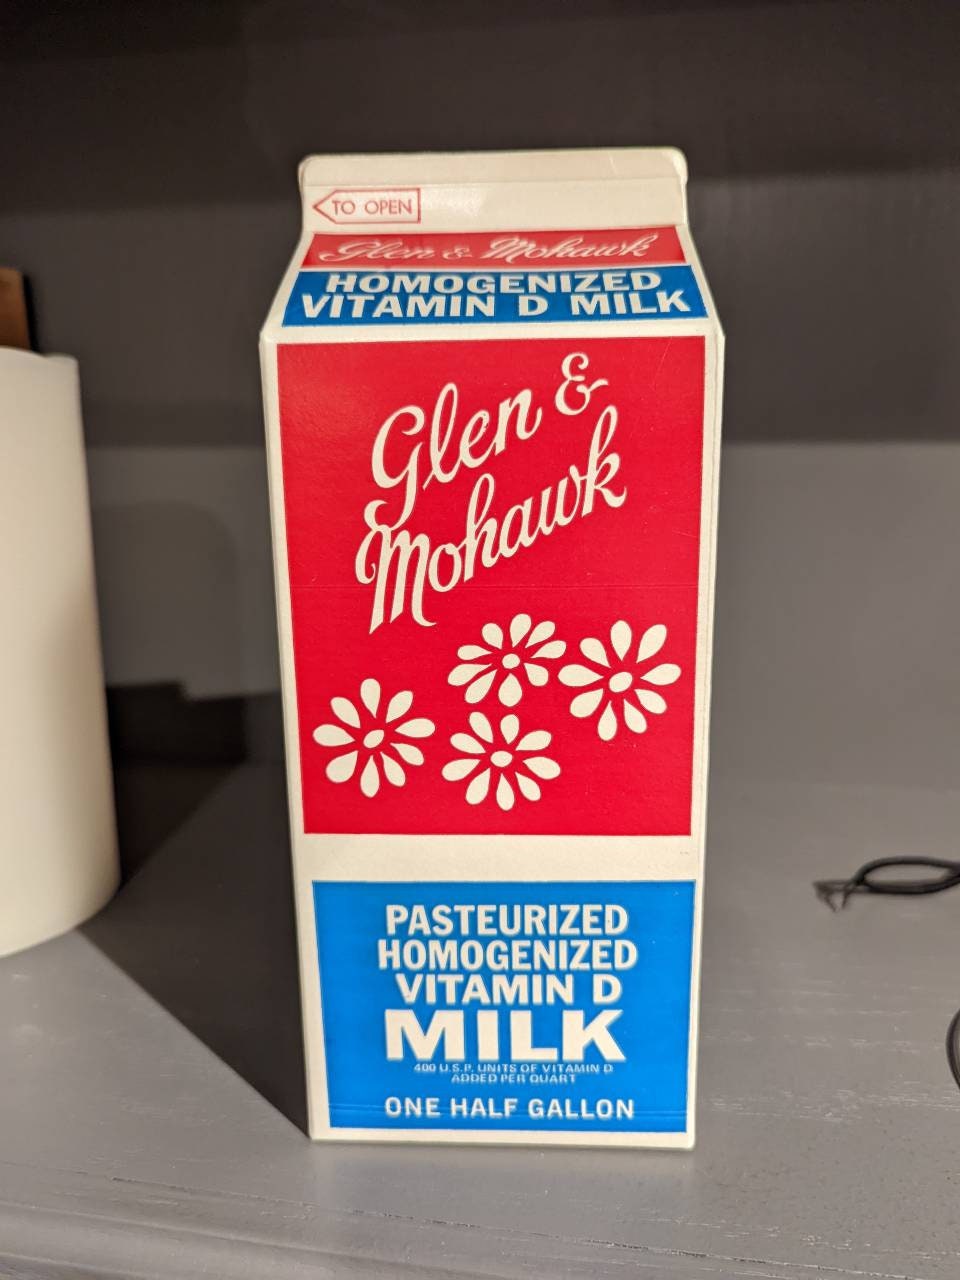 TO OPEN
Glen & Mohawk
HOMOGENIZED
VITAMIN D MILK
Glen &
Mohawk
PASTEURIZED
HOMOGENIZED
VITAMIN D
MILK
400 U.S.P. UNITS OF VITAMIN D
ADDED PER QUART
ONE HALF GALLON